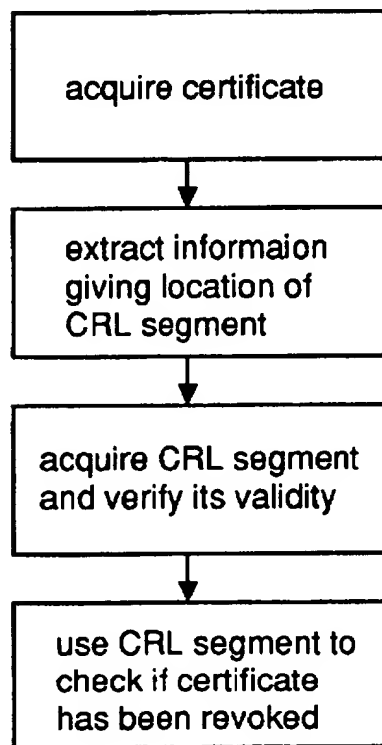 acquire certificate
extract informaion
giving location of
CRL segment
acquire CRL segment
and verify its validity
use CRL segment to
check if certificate
has been revoked